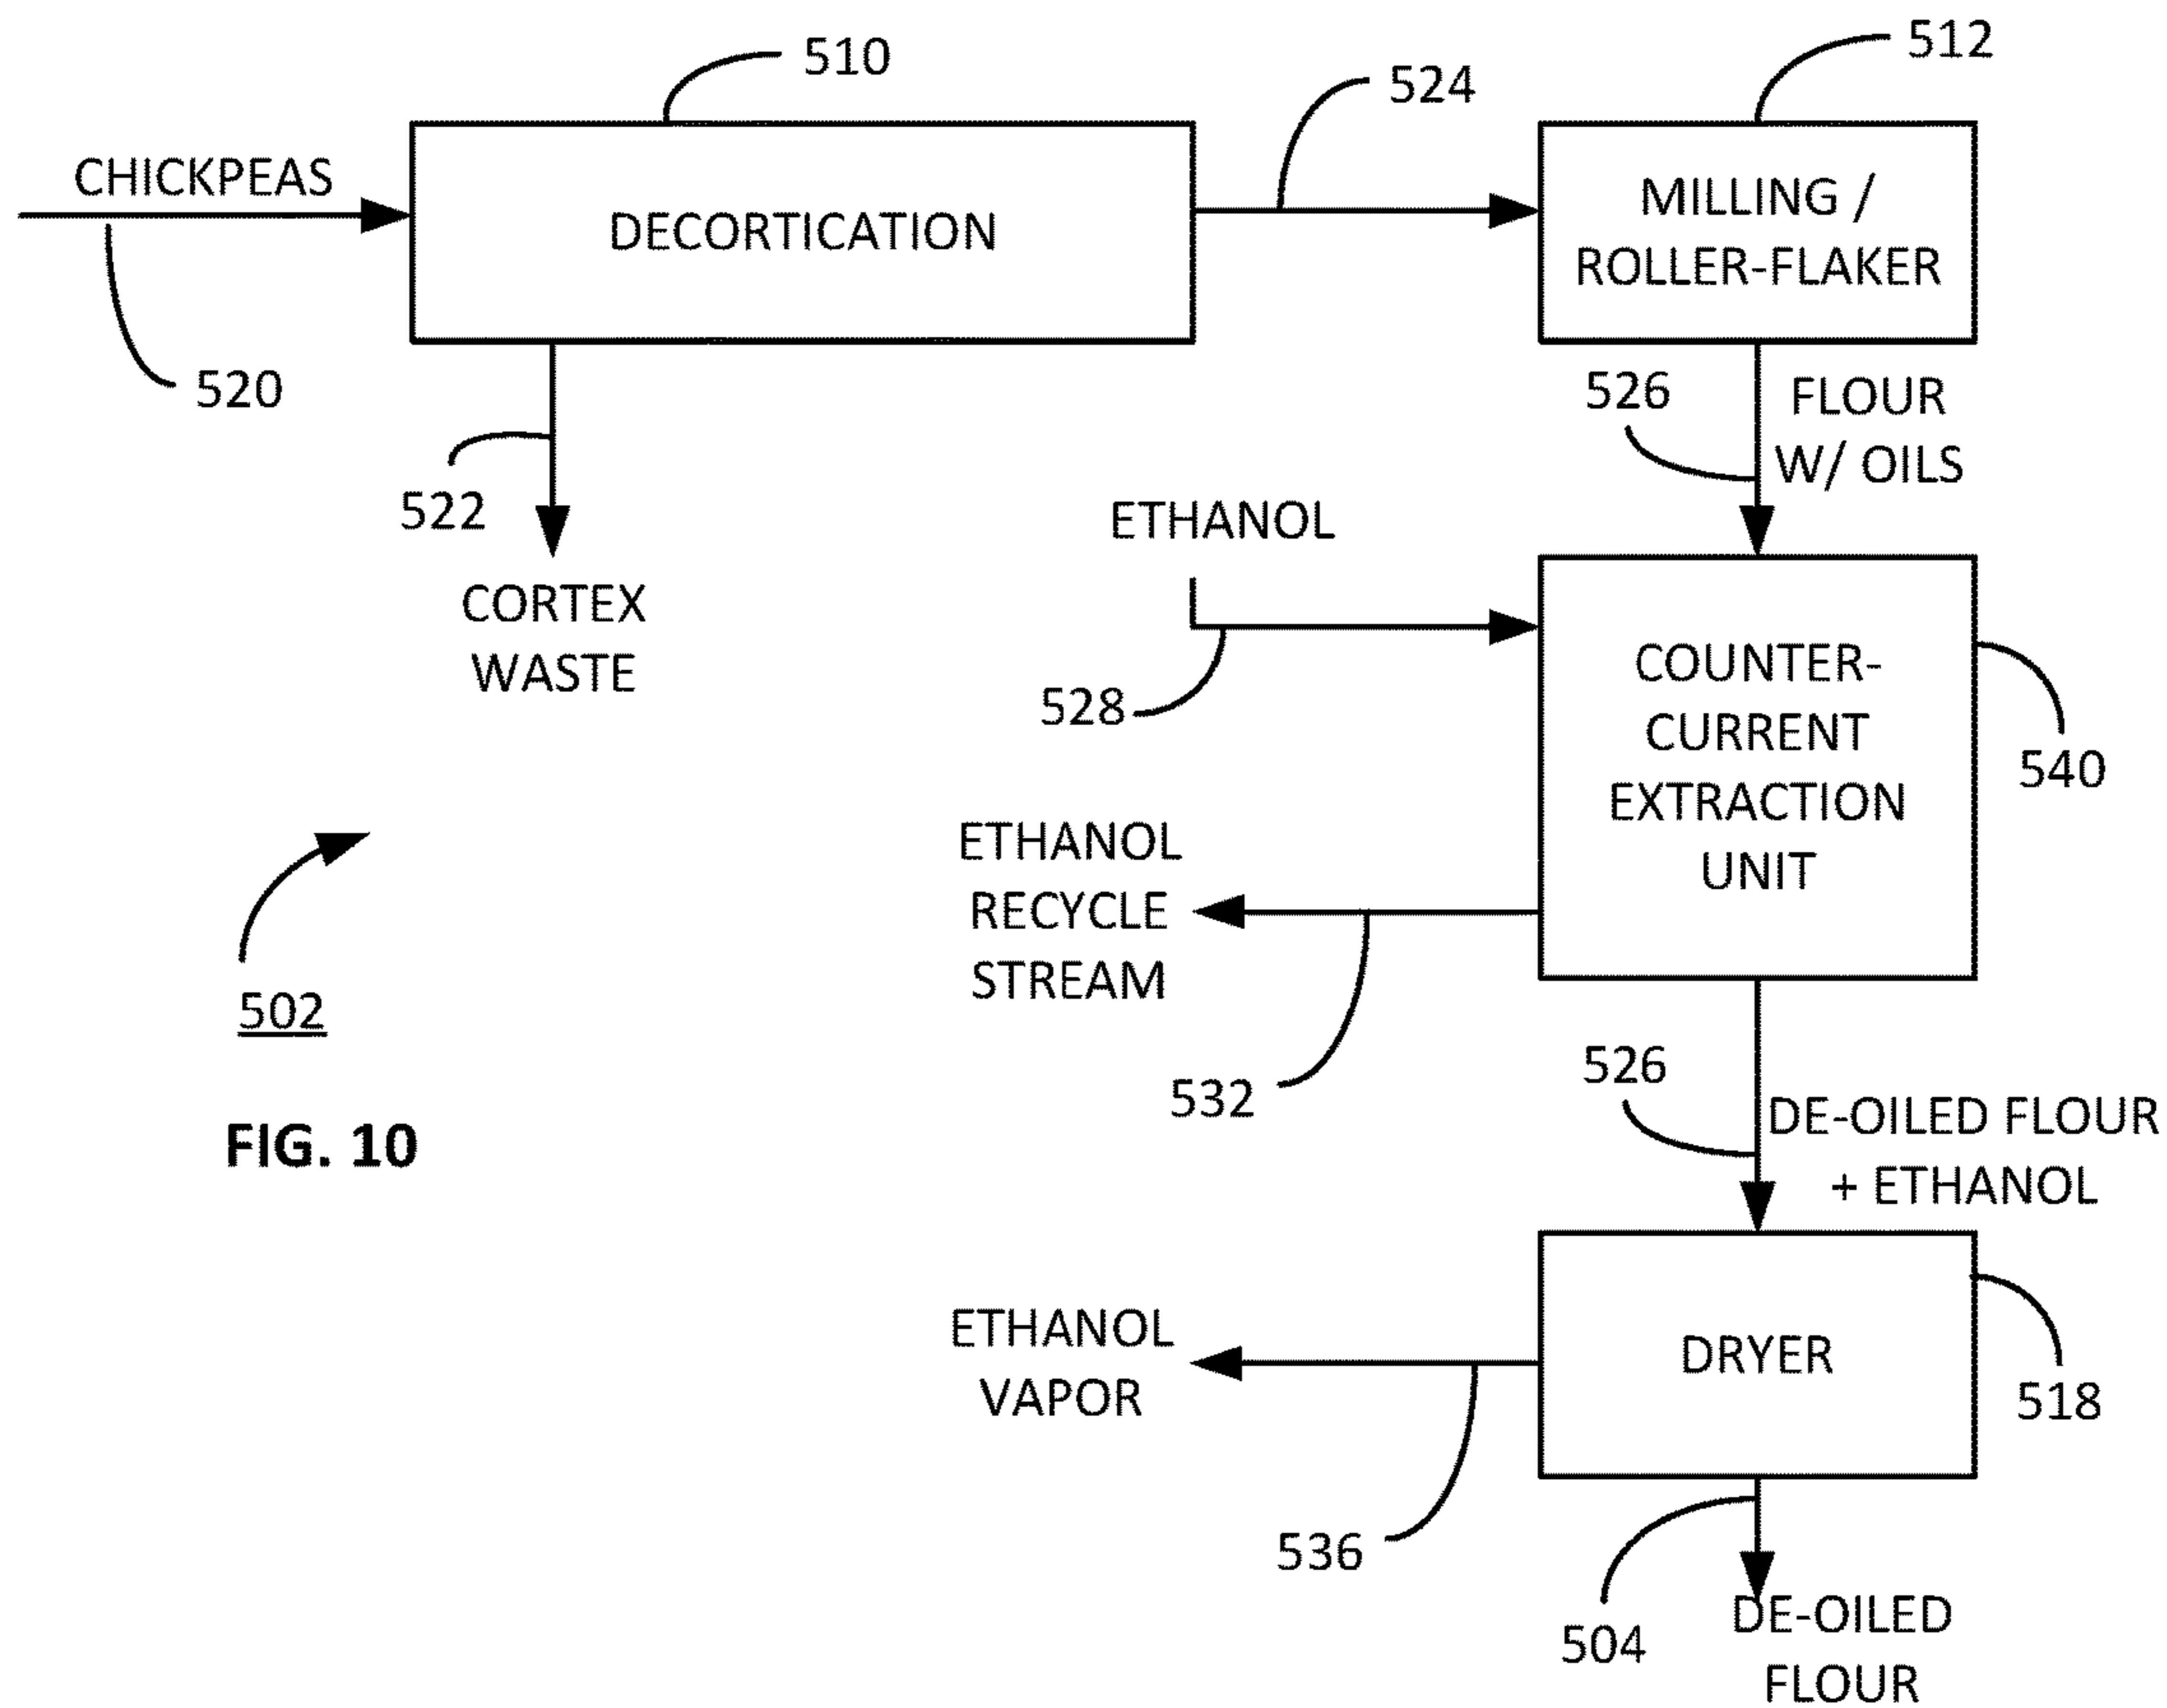 510
512
524
CHICKPEAS
DECORTICATION
MILLING /
ROLLER-FLAKER
520
526
FLOUR
W/ OILS
522
ETHANOL
CORTEX
WASTE
528
COUNTER-
CURRENT
EXTRACTION
UNIT
540
ETHANOL
RECYCLE
STREAM
502
532
526
DE-OILED FLOUR
+ ETHANOL
FIG. 10
ETHANOL
VAPOR
DRYER
518
536
504
DE-OILED
FLOUR